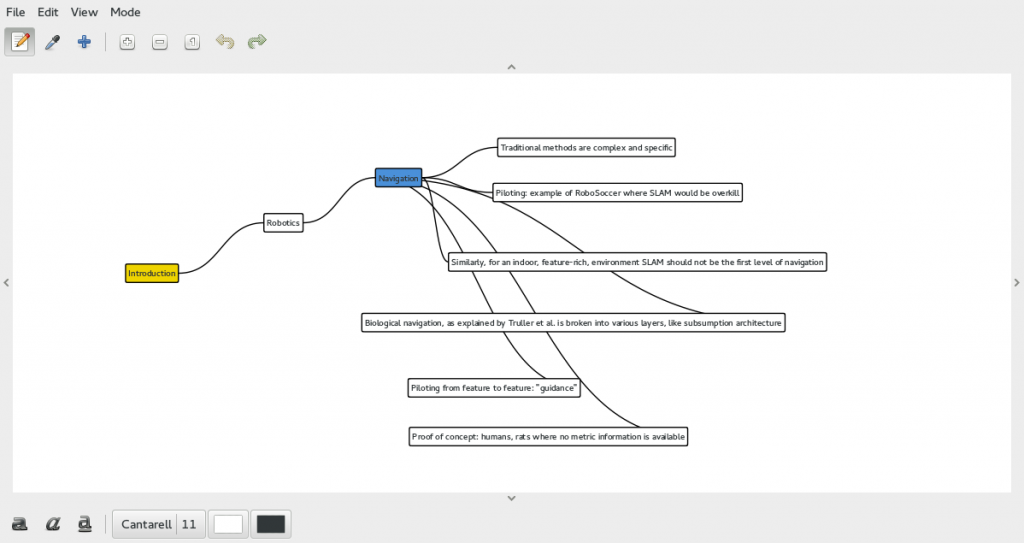 File Edit View Mode
1
Traditional methods are complex and specific
Navigation
Piloting: example of RoboSoccer where SLAM would be overkill
Robotics
Similarly, for an indoor, feature-rich, environment SLAM should not be the first level of navigation
Introduction
Biological navigation, as explained by Truller et al. is broken into various layers, like subsumption architecture
Piloting from feature to feature: "guidance"
Proof of concept: humans, rats where no metric information is available
a a a Cantarell 11